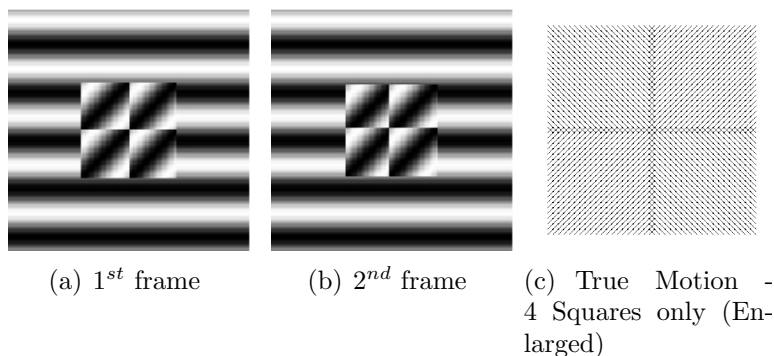 (a) 1st frame
(b) 2nd frame
(c) True Motion -
4 Squares only (En-
larged)